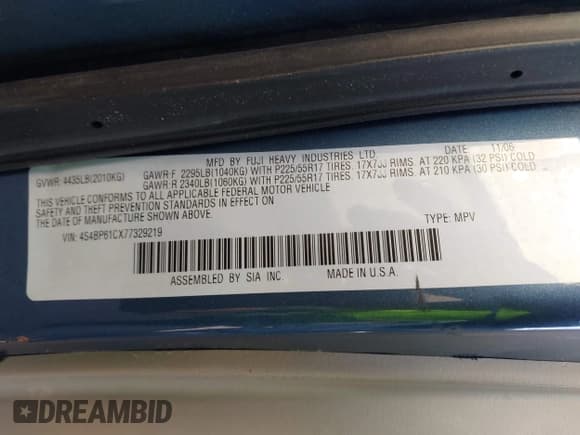 MFD. BY FUJI HEAVY INDUSTRIES LTD. DATE: 11/06
GVWR: 4435LB(2010KG) GAWR:F 2295LB(1040KG) WITH P225/55R17 TIRES, 17X7JJ RIMS, AT 220 KPA (32 PSI) COLD
GAWR:R 2340LB(1060KG) WITH P225/55R17 TIRES, 17X7JJ RIMS, AT 210 KPA (30 PSI) COLD
THIS VEHICLE CONFORMS TO ALL APPLICABLE FEDERAL MOTOR VEHICLE
SAFETY AND THEFT PREVENTION STANDARDS IN EFFECT ON
THE DATE OF MANUFACTURE SHOWN ABOVE.
VIN: 4S4BP61CX77329219 TYPE: MPV
ASSEMBLED BY SIA INC. MADE IN U.S.A.
DREAMBID